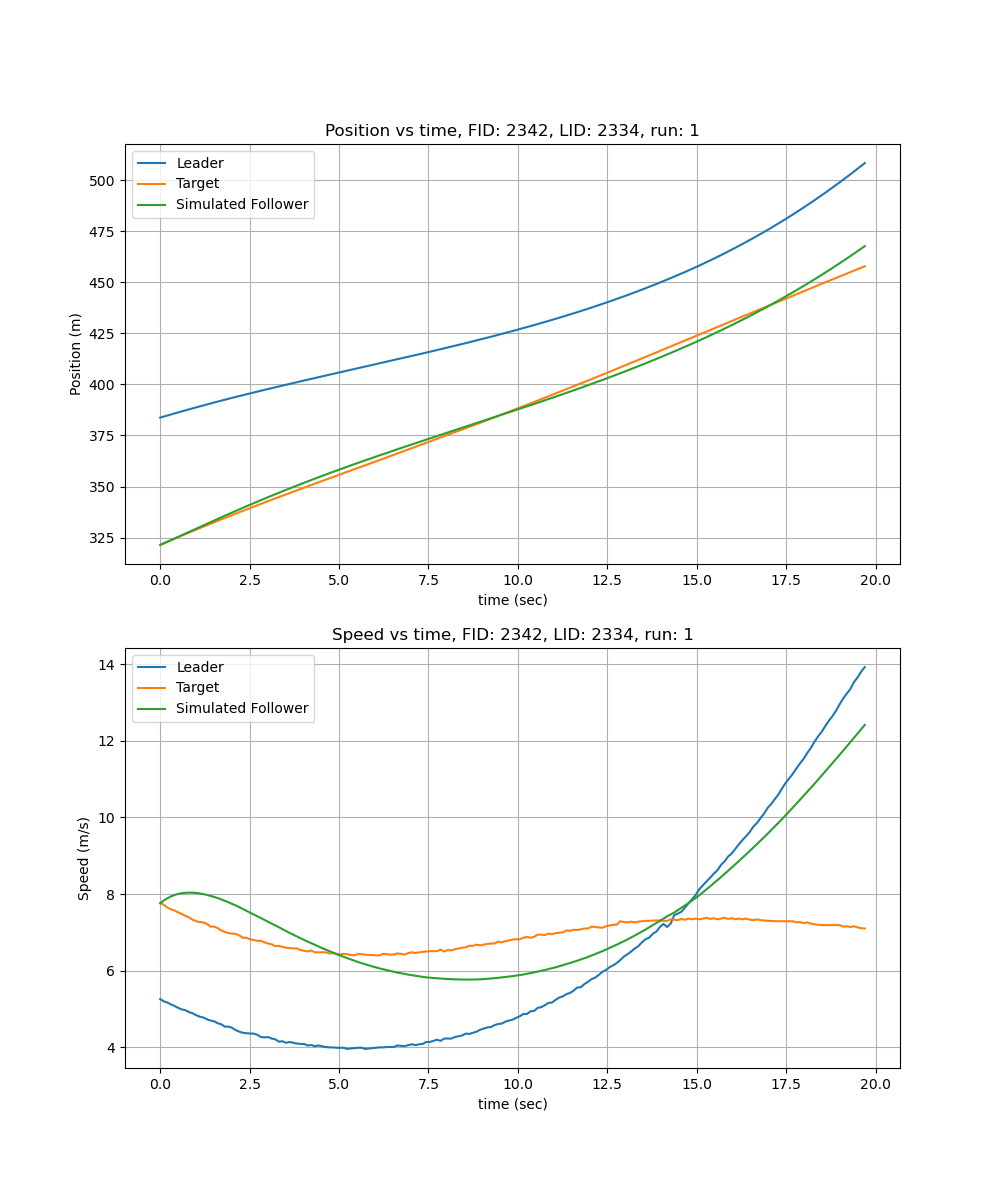 Position vs time, FID: 2342, LID: 2334, run: 1
Leader
Target
Simulated Follower
500
475
450
425
400
375
350
325
Position (m)
0.0 2.5 5.0 7.5 10.0 12.5 15.0 17.5 20.0
time (sec)
Speed vs time, FID: 2342, LID: 2334, run: 1
Leader
Target
Simulated Follower
14
12
10
8
6
4
Speed (m/s)
0.0 2.5 5.0 7.5 10.0 12.5 15.0 17.5 20.0
time (sec)